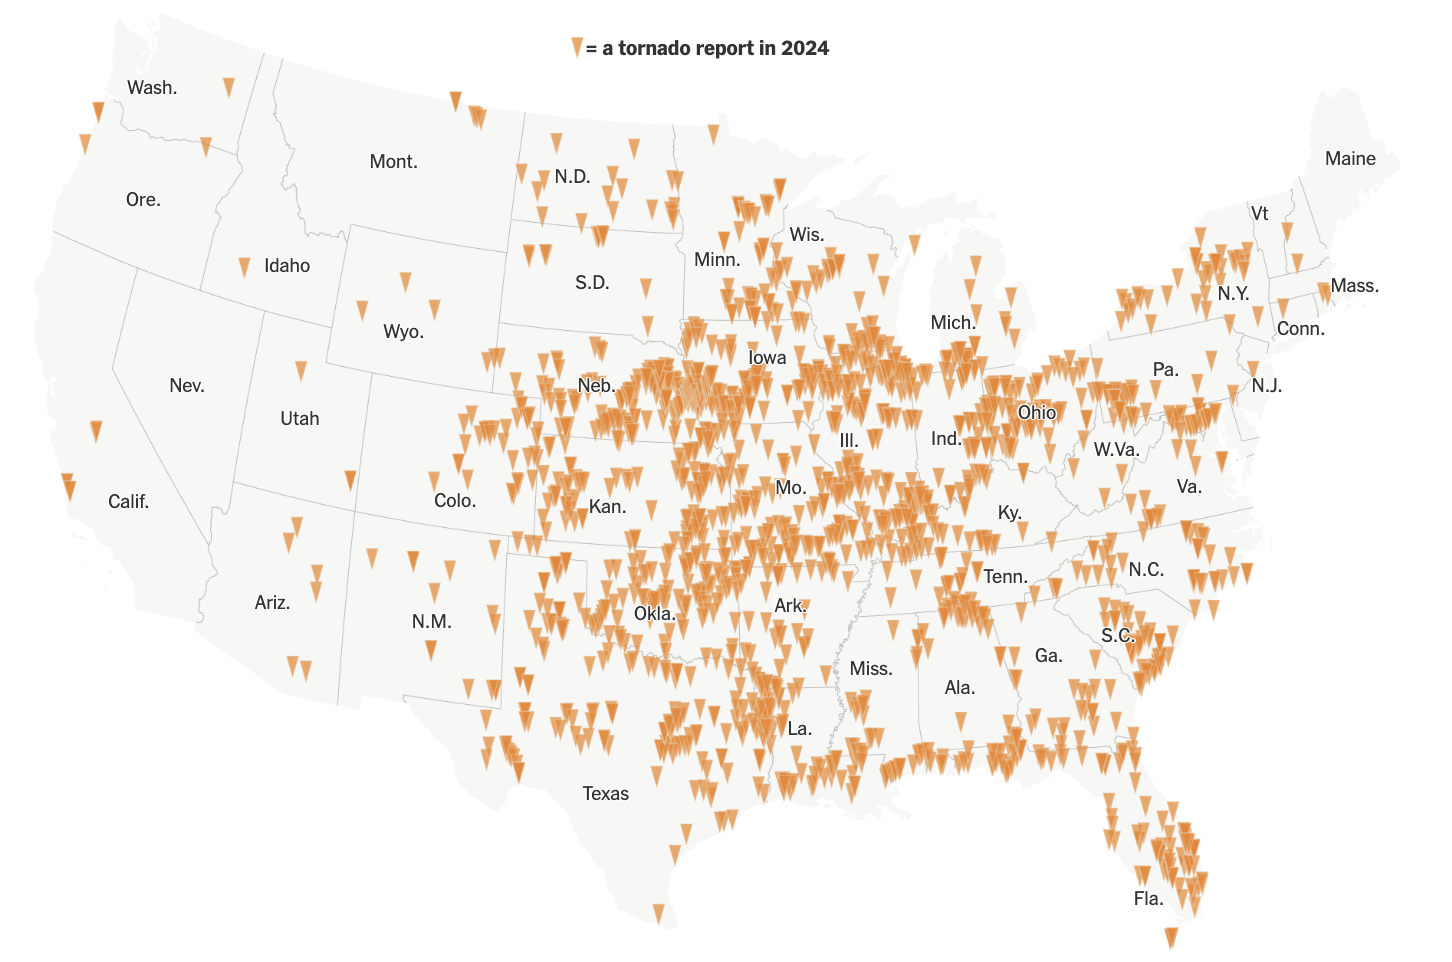 = a tornado report in 2024
Wash.
Mont.
N.D.
Maine
Ore.
Vt
Idaho
Minn.
Wis.
S.D.
N.Y.
Mass.
Wyo.
Mich.
Conn.
Iowa
Nev.
Neb.
Pa.
N.J.
Utah
Ohio
Ill.
Ind.
W.Va.
Calif.
Colo.
Kan.
Mo.
Ky.
Va.
Ariz.
N.M.
Okla.
Ark.
Tenn.
N.C.
S.C.
Miss.
Ga.
Ala.
La.
Texas
Fla.